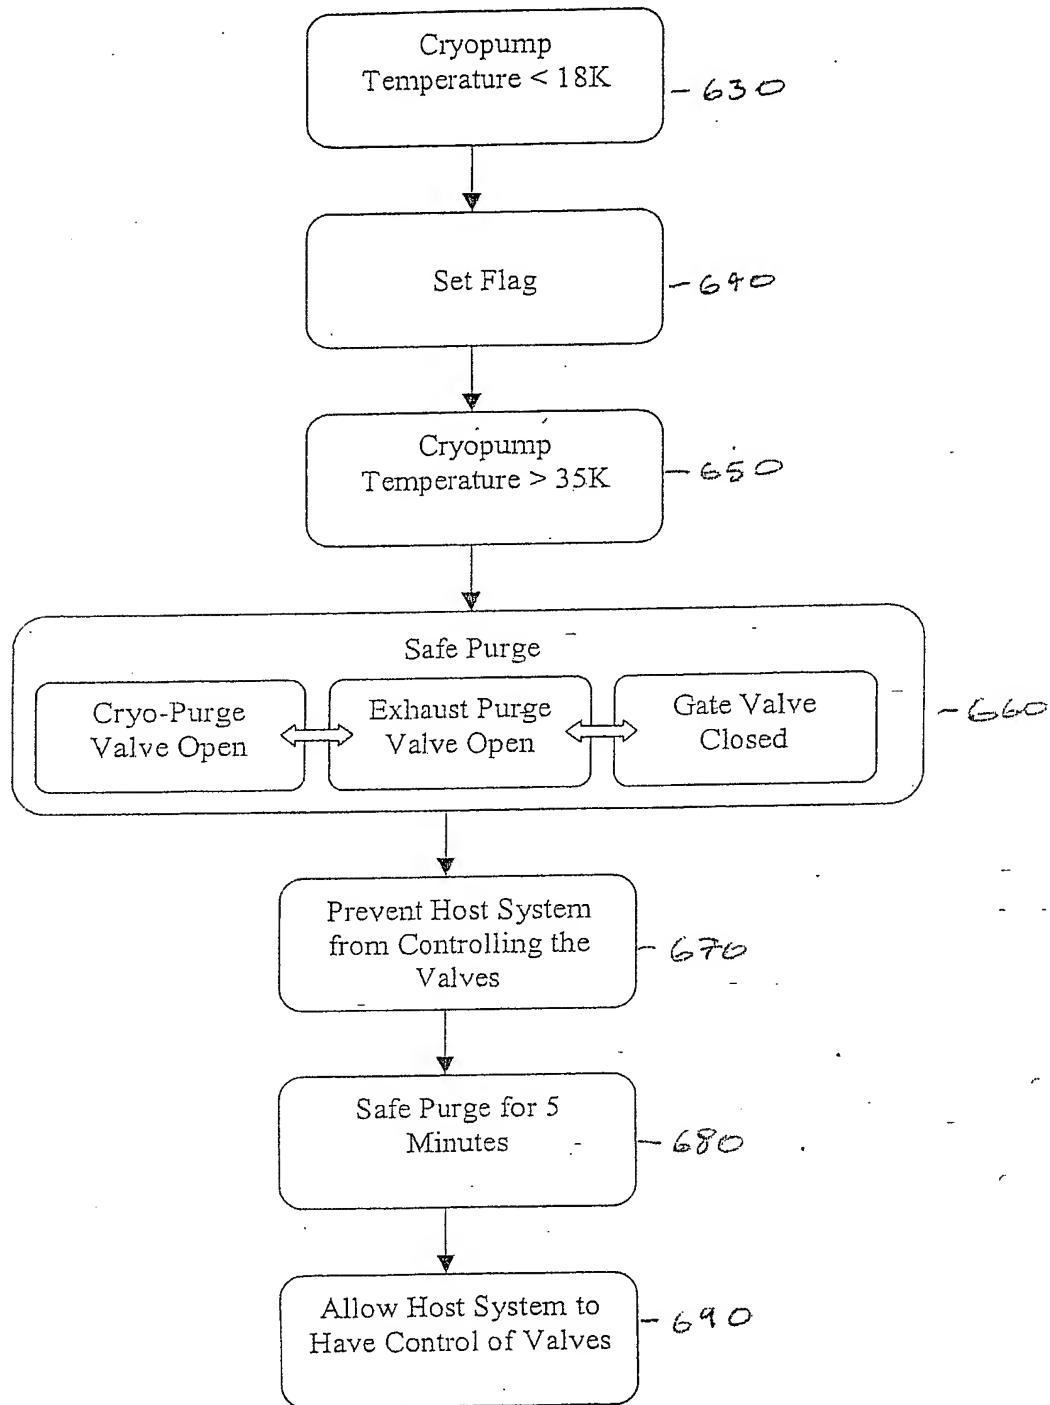 Cryopump
Temperature < 18K
- 630
Set Flag
- 640
Cryopump
Temperature > 35K
- 650
Safe Purge
Cryo-Purge
Valve Open
Exhaust Purge
Valve Open
Gate Valve
Closed
- 660
Prevent Host System
from Controlling the
Valves
- 670
Safe Purge for 5
Minutes
- 680
Allow Host System to
Have Control of Valves
- 690